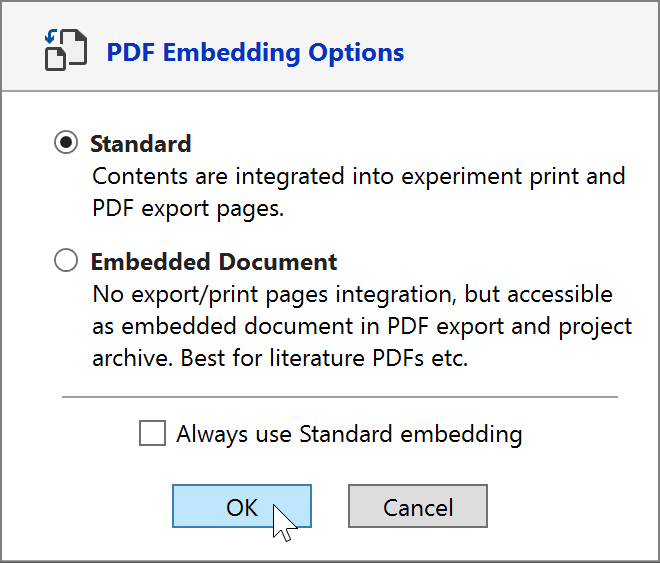 PDF Embedding Options
Standard
Contents are integrated into experiment print and
PDF export pages.
Embedded Document
No export/print pages integration, but accessible
as embedded document in PDF export and project
archive. Best for literature PDFs etc.
Always use Standard embedding
OK
Cancel